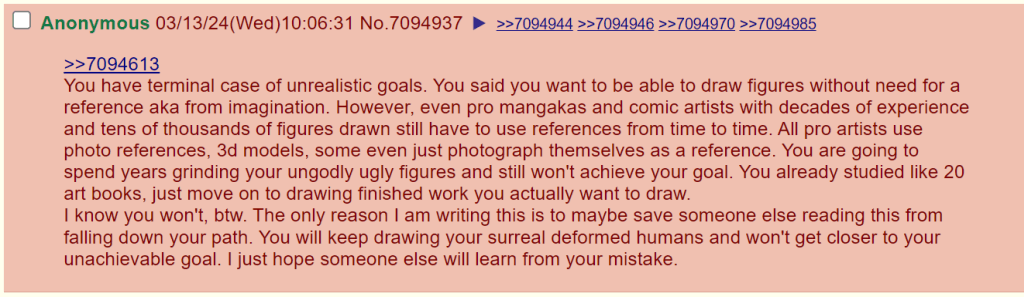 Anonymous 03/13/24(Wed)10:06:31 No.7094937 ▶ >>7094944 >>7094946 >>7094970 >>7094985
>>7094613
You have terminal case of unrealistic goals. You said you want to be able to draw figures without need for a
reference aka from imagination. However, even pro mangakas and comic artists with decades of experience
and tens of thousands of figures drawn still have to use references from time to time. All pro artists use
photo references, 3d models, some even just photograph themselves as a reference. You are going to
spend years grinding your ungodly ugly figures and still won't achieve your goal. You already studied like 20
art books, just move on to drawing finished work you actually want to draw.
I know you won't, btw. The only reason I am writing this is to maybe save someone else reading this from
falling down your path. You will keep drawing your surreal deformed humans and won't get closer to your
unachievable goal. I just hope someone else will learn from your mistake.